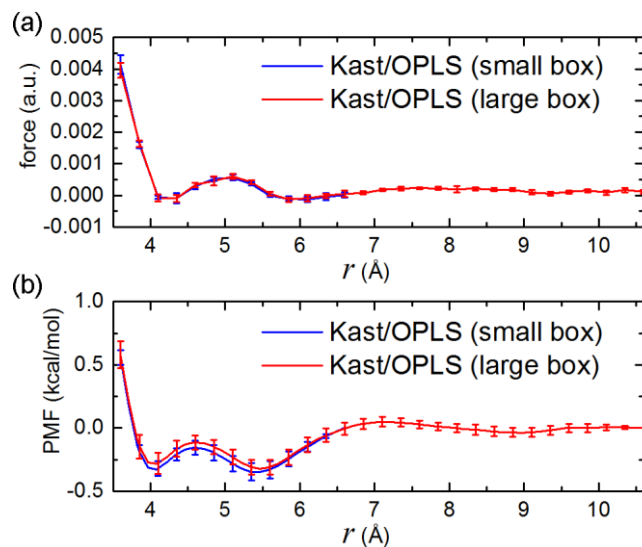 (a)
0.005
0.004
0.003
0.002
0.001
0.000
-0.001
force (a.u.)
Kast/OPLS (small box)
Kast/OPLS (large box)
4 5 6 7 8 9 10
r (Å)
(b)
1.0
0.5
0.0
-0.5
PMF (kcal/mol)
Kast/OPLS (small box)
Kast/OPLS (large box)
4 5 6 7 8 9 10
r (Å)